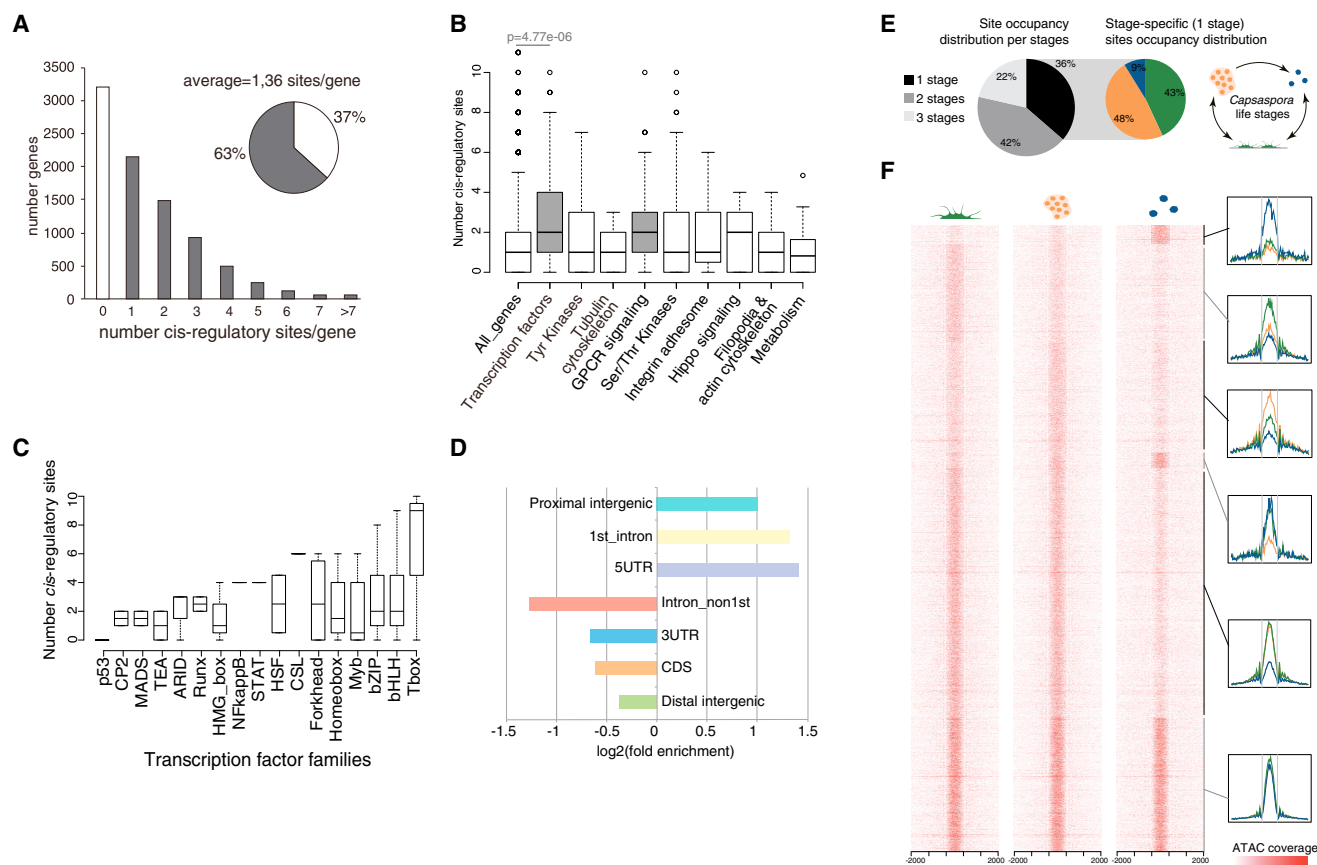 A
3500
3000
2500
2000
1500
1000
500
0
number genes
average=1,36 sites/gene
37%
63%
0 1 2 3 4 5 6 7 >7
number cis-regulatory sites/gene
B
p=4.77e-06
10
8
6
4
2
0
Number cis-regulatory sites
All_genes
Transcription factors
Tyr Kinases
Tubulin
cytoskeleton
GPCR signaling
Ser/Thr Kinases
Integrin adhesome
Hippo signaling
Filopodia &
actin cytoskeleton
Metabolism
C
Number cis-regulatory sites
10
8
6
4
2
0
p53
CP2
MADS
TEA
ARID
Runx
HMG_box
NFkappB
STAT
HSF
CSL
Forkhead
Homeobox
Myb
bZIP
bHLH
Tbox
Transcription factor families
D
Proximal intergenic
1st_intron
5UTR
Intron_non1st
3UTR
CDS
Distal intergenic
-1.5 -1 -0.5 0 0.5 1 1.5
log2(fold enrichment)
E
Site occupancy
distribution per stages
1 stage
2 stages
3 stages
36%
22%
42%
Stage-specific (1 stage)
sites occupancy distribution
9%
43%
48%
Capsaspora
life stages
F
-2000 2000
-2000 2000
-2000 2000
ATAC coverage